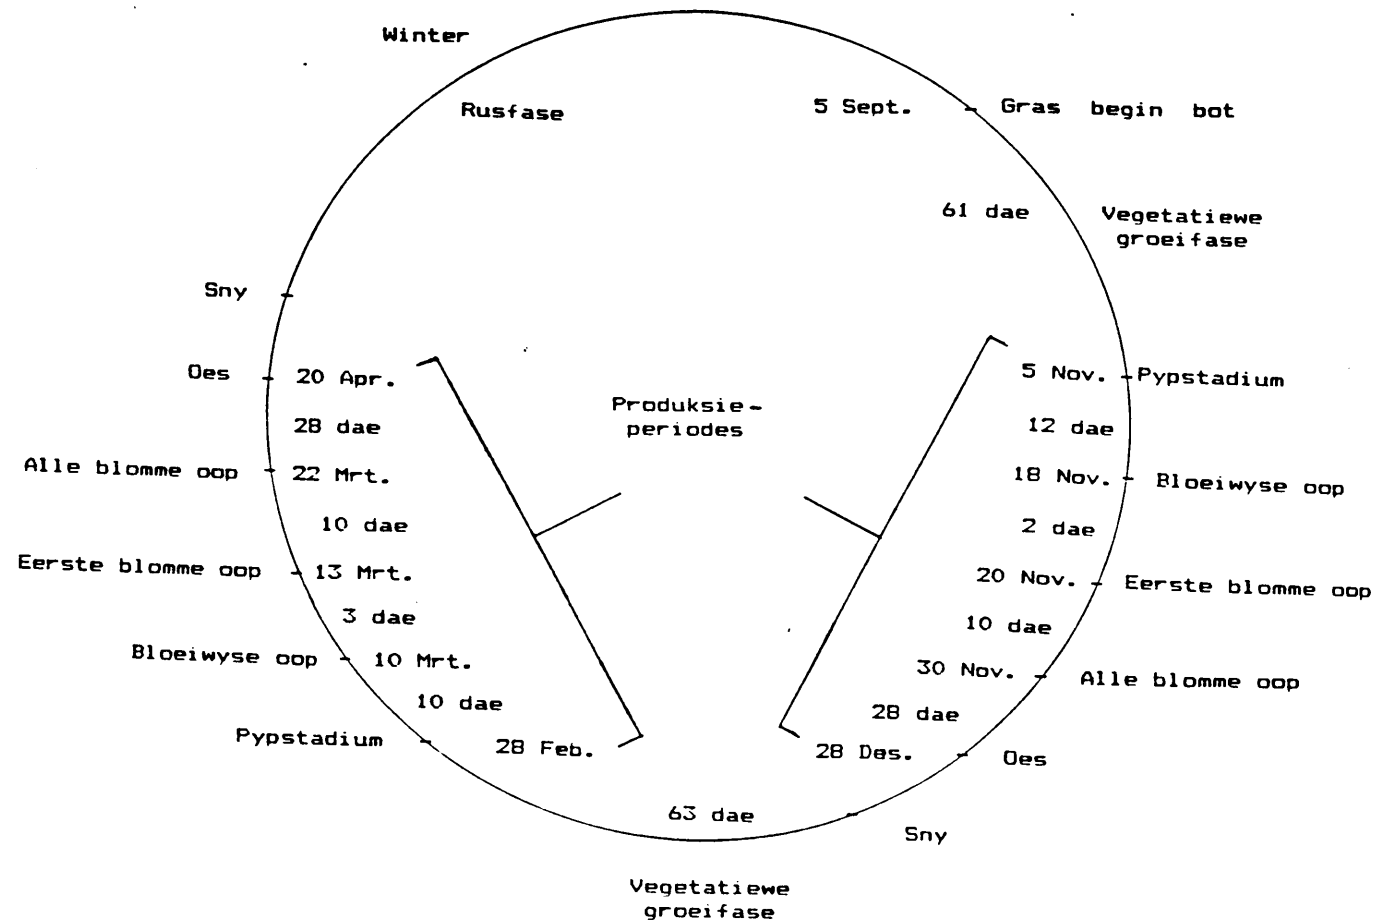 Winter
Rusfase
5 Sept.
Gras begin bot
61 dae
Vegetatiewe
groeifase
Sny
Oes
20 Apr.
5 Nov.
Pypstadium
Produksie-
periodes
28 dae
12 dae
Alle blomme oop
22 Mrt.
18 Nov.
Bloeiwyse oop
10 dae
2 dae
Eerste blomme oop
13 Mrt.
20 Nov.
Eerste blomme oop
3 dae
10 dae
Bloeiwyse oop
10 Mrt.
30 Nov.
Alle blomme oop
10 dae
28 dae
Pypstadium
28 Feb.
28 Des.
Oes
63 dae
Sny
Vegetatiewe
groeifase